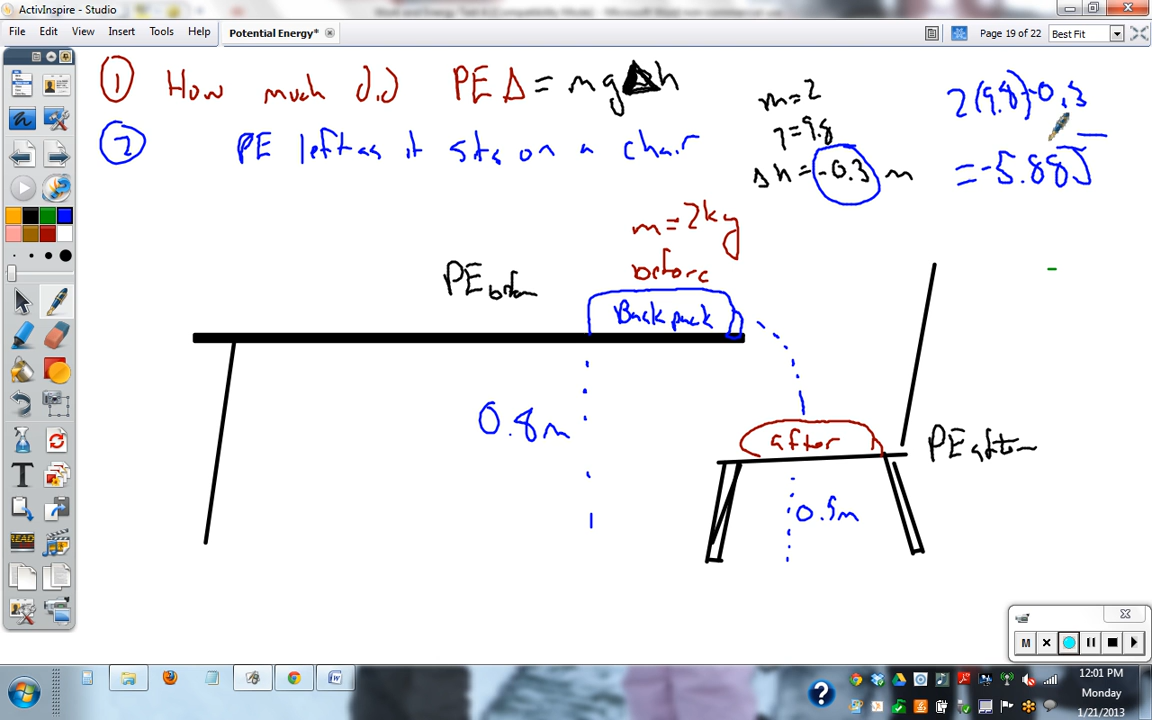 ActivInspire - Studio
File Edit View Insert Tools Help
Potential Energy*
Page 19 of 22
Best Fit
① How much did PEΔ = mgΔh
② PE left as it sits on a chair
m=2
g=9.8
Δh = -0.3 m
2(9.8)-0.3
= -5.88J
m=2kg
before
PE before
Backpack
0.8m
after
PE after
0.5m
T
READ
M
12:01 PM
Monday
1/21/2013